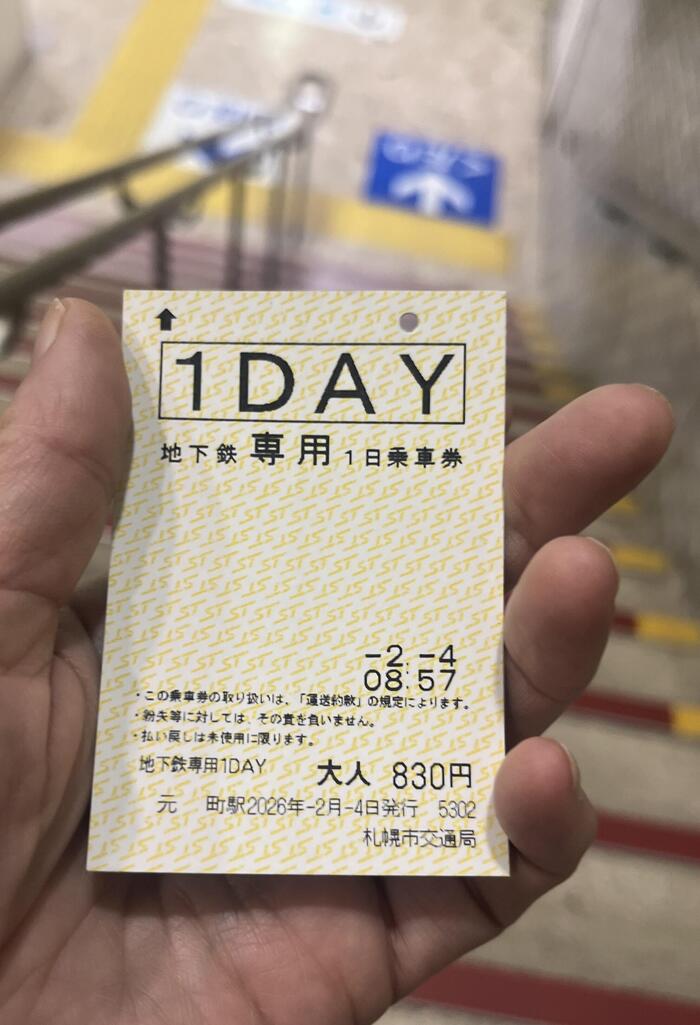 1DAY
地下鉄専用1日乗車券
-2.-4
08:57
・この乗車券の取り扱いは、「運送約款」の規定によります。
・紛失等に対しては、その責を負いません。
・払い戻しは未使用に限ります。
地下鉄専用1DAY 大人 830円
元 町駅2026年-2月-4日発行 5302
札幌市交通局